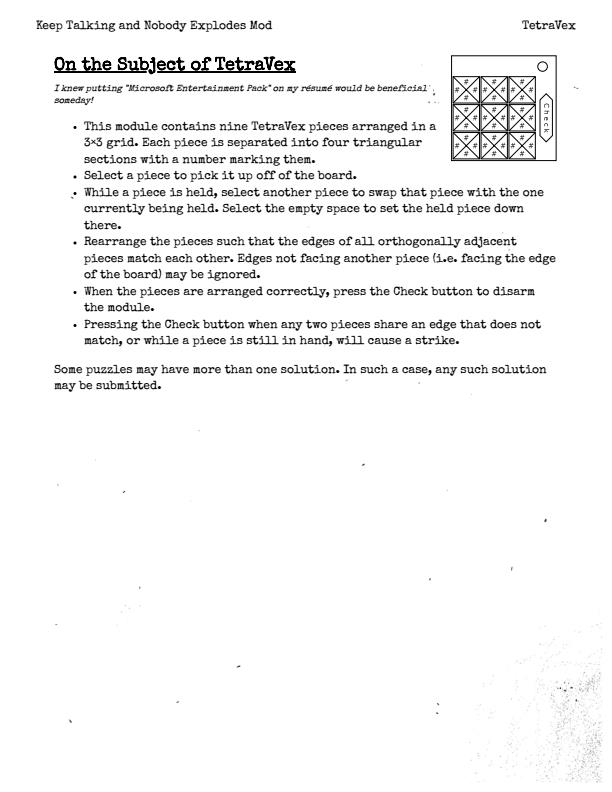 Keep Talking and Nobody Explodes Mod
TetraVex
On the Subject of TetraVex
I knew putting "Microsoft Entertainment Pack" on my résumé would be beneficial
someday!
# # #
# # # # # #
# # #
# # #
# # # # # #
# # #
# # #
# # # # # #
# # #
Check
• This module contains nine TetraVex pieces arranged in a
3×3 grid. Each piece is separated into four triangular
sections with a number marking them.
• Select a piece to pick it up off of the board.
• While a piece is held, select another piece to swap that piece with the one
currently being held. Select the empty space to set the held piece down
there.
• Rearrange the pieces such that the edges of all orthogonally adjacent
pieces match each other. Edges not facing another piece (i.e. facing the edge
of the board) may be ignored.
• When the pieces are arranged correctly, press the Check button to disarm
the module.
• Pressing the Check button when any two pieces share an edge that does not
match, or while a piece is still in hand, will cause a strike.
Some puzzles may have more than one solution. In such a case, any such solution
may be submitted.